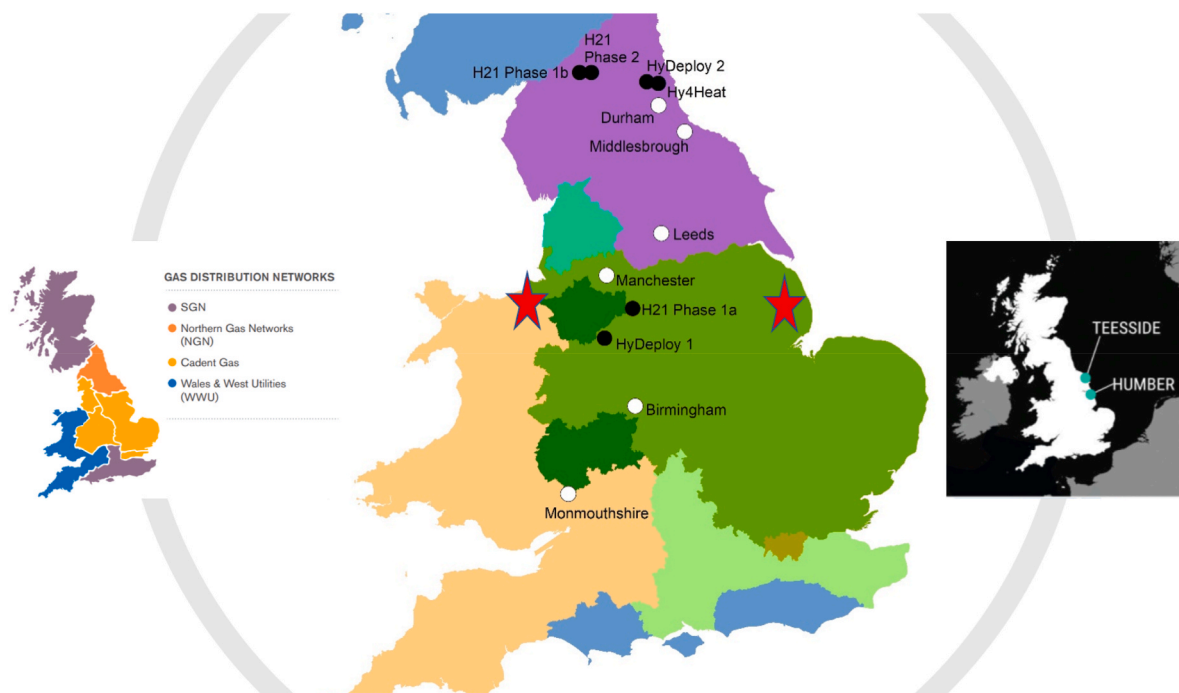 H21
Phase 2
H21 Phase 1b
HyDeploy 2
Hy4Heat
Durham
Middlesbrough
Leeds
Manchester
H21 Phase 1a
HyDeploy 1
Birmingham
Monmouthshire
GAS DISTRIBUTION NETWORKS
SGN
Northern Gas Networks
(NGN)
Cadent Gas
Wales & West Utilities
(WWU)
TEESSIDE
HUMBER